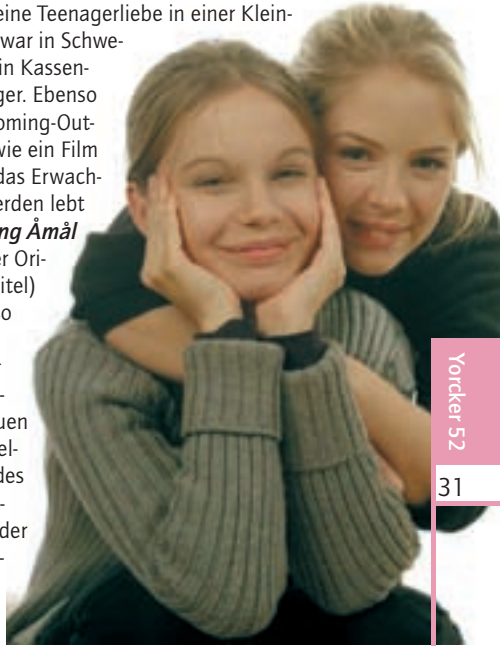 eine Teenagerliebe in einer Klein-
war in Schwe-
in Kassen-
ger. Ebenso
oming-Out-
wie ein Film
das Erwach-
erden lebt
ng Åmål
er Ori-
itel)
o
-
-
uen
el-
des
-
der
-
Yorcker 52
31